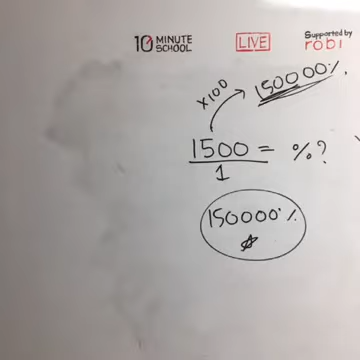 10 MINUTE SCHOOL
LIVE
Supported by
robi
x100
150000%
1500 = %?
1
150000%